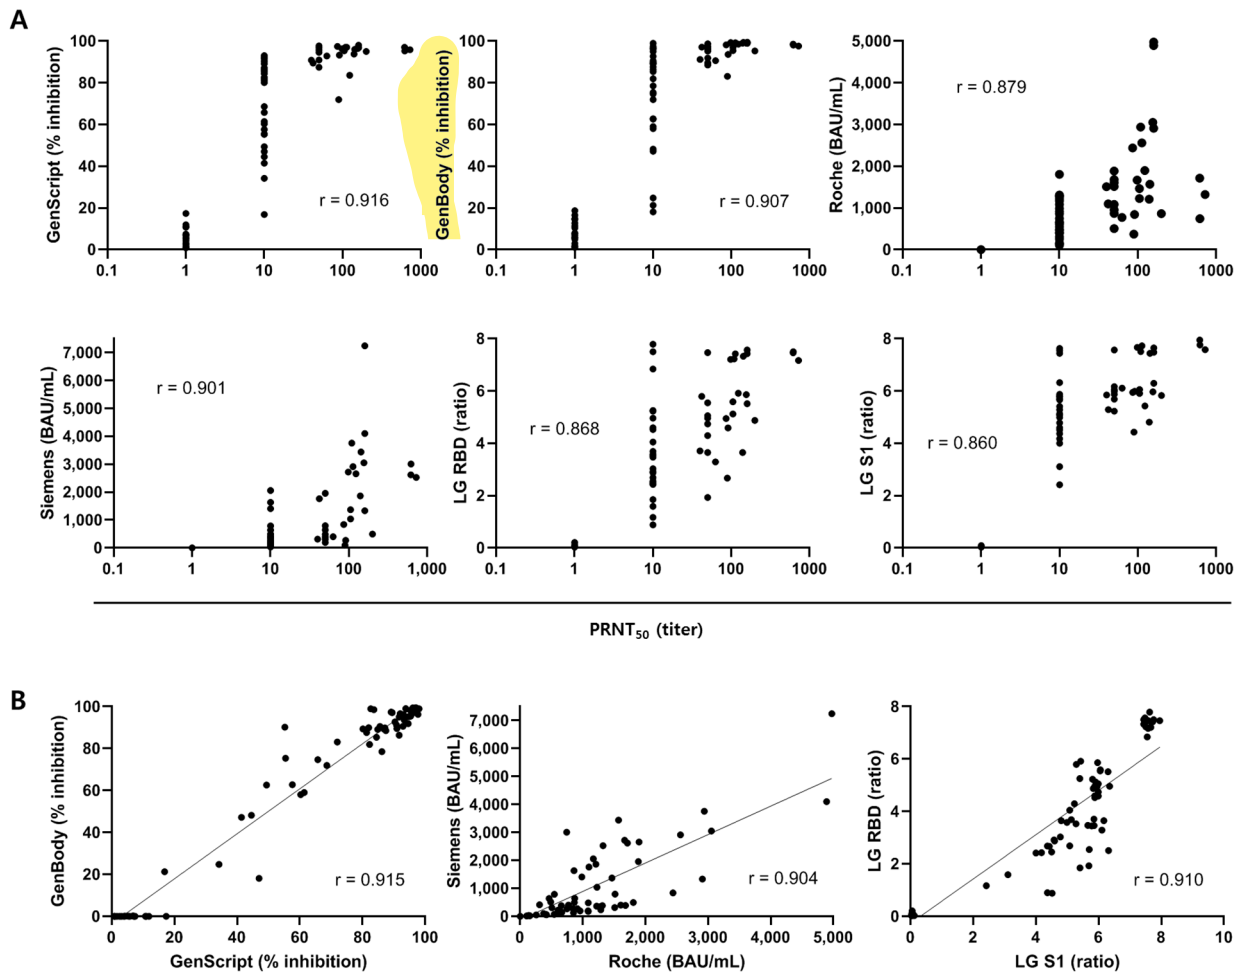 A
GenScript (% inhibition)
100
80
60
40
20
0
r = 0.916
0.1 1 10 100 1000
GenBody (% inhibition)
100
80
60
40
20
0
r = 0.907
0.1 1 10 100 1000
Roche (BAU/mL)
5,000
4,000
3,000
2,000
1,000
0
r = 0.879
0.1 1 10 100 1000
Siemens (BAU/mL)
7,000
6,000
5,000
4,000
3,000
2,000
1,000
0
r = 0.901
0.1 1 10 100 1,000
LG RBD (ratio)
8
6
4
2
0
r = 0.868
0.1 1 10 100 1000
LG S1 (ratio)
8
6
4
2
0
r = 0.860
0.1 1 10 100 1000
PRNT₅₀ (titer)
B
GenBody (% inhibition)
100
80
60
40
20
0
r = 0.915
0 20 40 60 80 100
GenScript (% inhibition)
Siemens (BAU/mL)
7,000
6,000
5,000
4,000
3,000
2,000
1,000
0
r = 0.904
0 1,000 2,000 3,000 4,000 5,000
Roche (BAU/mL)
LG RBD (ratio)
8
6
4
2
0
r = 0.910
0 2 4 6 8 10
LG S1 (ratio)